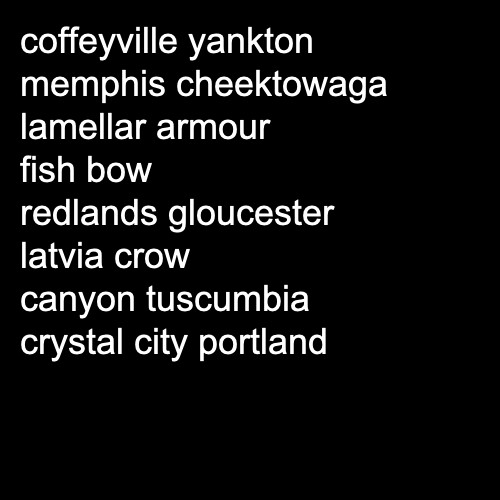 coffeyville yankton
memphis cheektowaga
lamellar armour
fish bow
redlands gloucester
latvia crow
canyon tuscumbia
crystal city portland